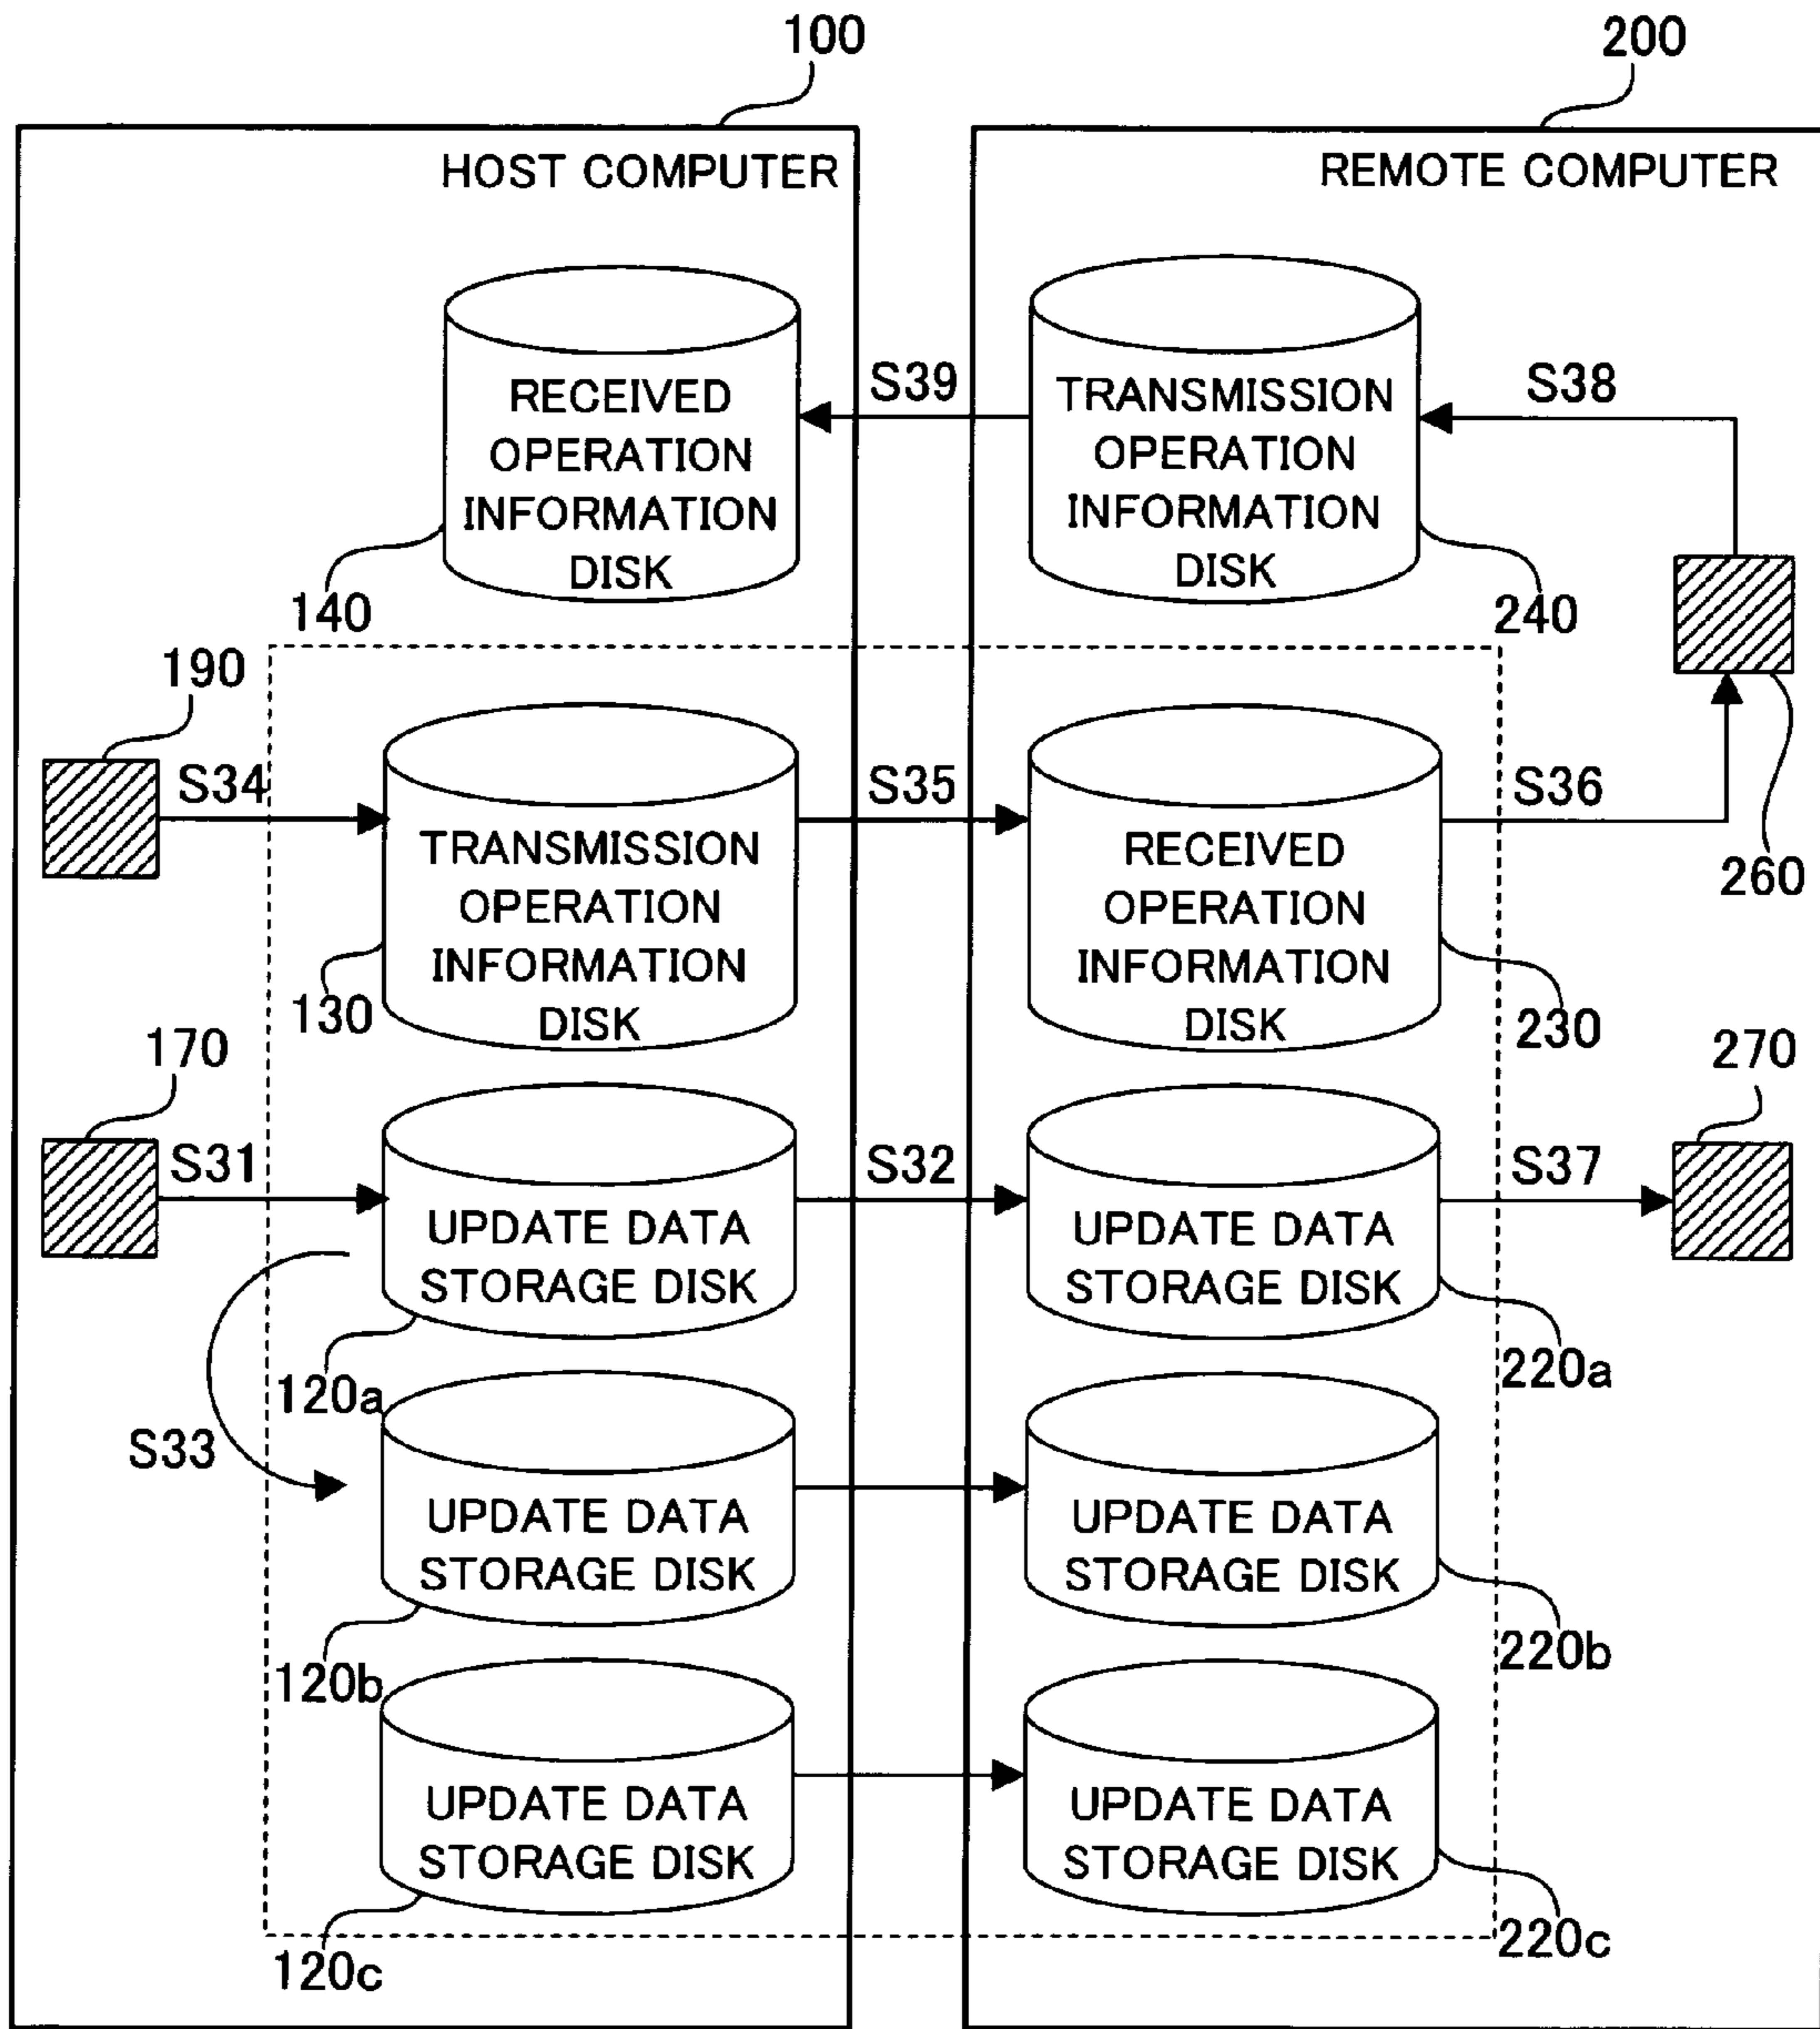 100
200
HOST COMPUTER
REMOTE COMPUTER
RECEIVED
OPERATION
INFORMATION
DISK
S39
TRANSMISSION
OPERATION
INFORMATION
DISK
S38
140
240
190
S34
TRANSMISSION
OPERATION
INFORMATION
DISK
S35
RECEIVED
OPERATION
INFORMATION
DISK
S36
260
130
230
170
270
S31
UPDATE DATA
STORAGE DISK
S32
UPDATE DATA
STORAGE DISK
S37
120a
220a
S33
UPDATE DATA
STORAGE DISK
UPDATE DATA
STORAGE DISK
120b
220b
UPDATE DATA
STORAGE DISK
UPDATE DATA
STORAGE DISK
120c
220c